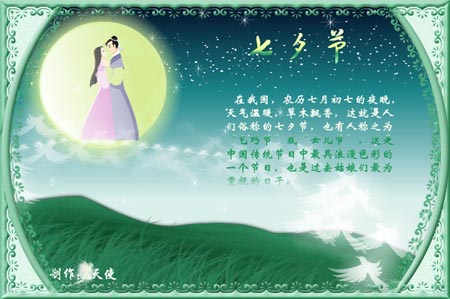 七夕节
在我国，农历七月初七的夜晚，
天气温暖，草木飘香，这就是人
们俗称的七夕节，也有人称之为
“乞巧节”或“女儿节”，这是
中国传统节日中最具浪漫色彩的
一个节日，也是过去姑娘们最为
重视的日子。
制作:天使